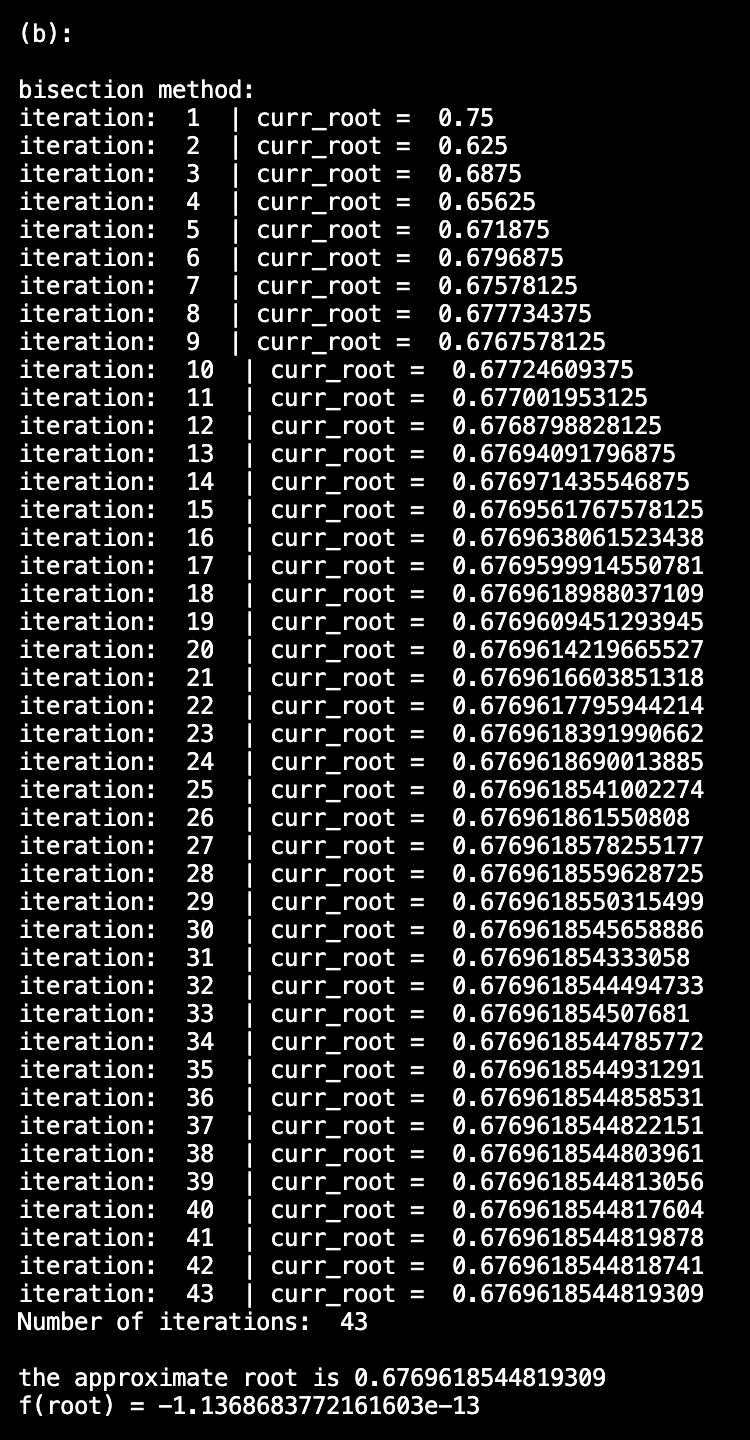 (b):
bisection method:
iteration:  1  | curr_root =  0.75
iteration:  2  | curr_root =  0.625
iteration:  3  | curr_root =  0.6875
iteration:  4  | curr_root =  0.65625
iteration:  5  | curr_root =  0.671875
iteration:  6  | curr_root =  0.6796875
iteration:  7  | curr_root =  0.67578125
iteration:  8  | curr_root =  0.677734375
iteration:  9  | curr_root =  0.6767578125
iteration:  10  | curr_root =  0.67724609375
iteration:  11  | curr_root =  0.677001953125
iteration:  12  | curr_root =  0.6768798828125
iteration:  13  | curr_root =  0.67694091796875
iteration:  14  | curr_root =  0.676971435546875
iteration:  15  | curr_root =  0.6769561767578125
iteration:  16  | curr_root =  0.6769638061523438
iteration:  17  | curr_root =  0.6769599914550781
iteration:  18  | curr_root =  0.6769618988037109
iteration:  19  | curr_root =  0.6769609451293945
iteration:  20  | curr_root =  0.6769614219665527
iteration:  21  | curr_root =  0.6769616603851318
iteration:  22  | curr_root =  0.6769617795944214
iteration:  23  | curr_root =  0.6769618391990662
iteration:  24  | curr_root =  0.6769618690013885
iteration:  25  | curr_root =  0.6769618541002274
iteration:  26  | curr_root =  0.676961861550808
iteration:  27  | curr_root =  0.6769618578255177
iteration:  28  | curr_root =  0.6769618559628725
iteration:  29  | curr_root =  0.6769618550315499
iteration:  30  | curr_root =  0.6769618545658886
iteration:  31  | curr_root =  0.676961854333058
iteration:  32  | curr_root =  0.6769618544494733
iteration:  33  | curr_root =  0.676961854507681
iteration:  34  | curr_root =  0.6769618544785772
iteration:  35  | curr_root =  0.6769618544931291
iteration:  36  | curr_root =  0.6769618544858531
iteration:  37  | curr_root =  0.6769618544822151
iteration:  38  | curr_root =  0.6769618544803961
iteration:  39  | curr_root =  0.6769618544813056
iteration:  40  | curr_root =  0.6769618544817604
iteration:  41  | curr_root =  0.6769618544819878
iteration:  42  | curr_root =  0.6769618544818741
iteration:  43  | curr_root =  0.6769618544819309
Number of iterations:  43
the approximate root is 0.6769618544819309
f(root) = -1.1368683772161603e-13